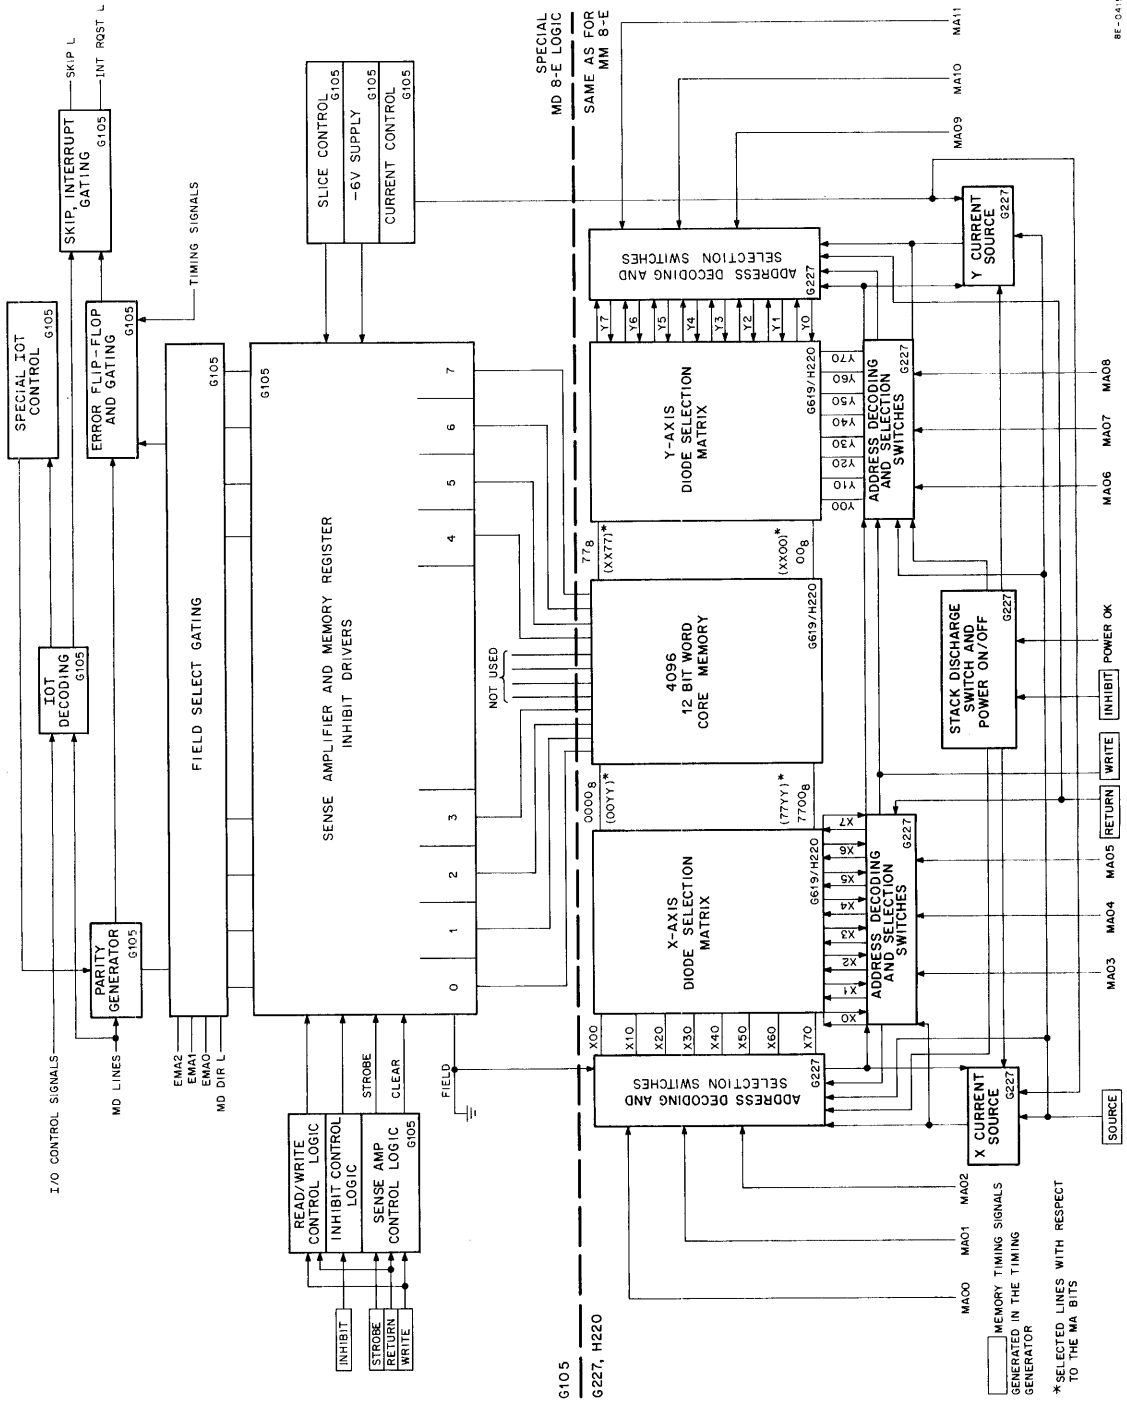 I/O CONTROL SIGNALS
MD LINES
EMA2
EMA1
EMA0
MD DIR L
PARITY
GENERATOR
G105
IOT
DECODING
G105
SPECIAL IOT
CONTROL
G105
ERROR FLIP-FLOP
AND GATING
G105
SKIP, INTERRUPT
GATING
G105
SKIP L
INT RQST L
TIMING SIGNALS
FIELD SELECT GATING
G105
READ/WRITE
CONTROL LOGIC
INHIBIT CONTROL
LOGIC
SENSE AMP
CONTROL LOGIC
G105
INHIBIT
STROBE
RETURN
WRITE
STROBE
CLEAR
FIELD
SENSE AMPLIFIER AND MEMORY REGISTER
INHIBIT DRIVERS
G105
0
1
2
3
4
5
6
7
SLICE CONTROL
G105
-6V SUPPLY
G105
CURRENT CONTROL
G105
NOT USED
G105
G227, H220
SPECIAL
MD 8-E LOGIC
SAME AS FOR
MM 8-E
ADDRESS DECODING AND
SELECTION SWITCHES
G227
X00
X10
X20
X30
X40
X50
X60
X70
X-AXIS
DIODE SELECTION
MATRIX
G619/H220
0000₈
(00YY)*
(77YY)*
7700₈
4096
12 BIT WORD
CORE MEMORY
G619/H220
77₈
(XX77)*
(XX00)*
00₈
Y-AXIS
DIODE SELECTION
MATRIX
G619/H220
Y7
Y6
Y5
Y4
Y3
Y2
Y1
Y0
ADDRESS DECODING AND
SELECTION SWITCHES
G227
X0
X1
X2
X3
X4
X5
X6
X7
ADDRESS DECODING
AND SELECTION
SWITCHES
G227
Y00
Y10
Y20
Y30
Y40
Y50
Y60
Y70
ADDRESS DECODING
AND SELECTION
SWITCHES
G227
X CURRENT
SOURCE
G227
STACK DISCHARGE
SWITCH AND
POWER ON/OFF
G227
Y CURRENT
SOURCE
G227
MA00
MA01
MA02
SOURCE
MA03
MA04
MA05
RETURN
WRITE
INHIBIT
POWER OK
MA06
MA07
MA08
MA09
MA10
MA11
MEMORY TIMING SIGNALS
GENERATED IN THE TIMING
GENERATOR
*SELECTED LINES WITH RESPECT
TO THE MA BITS